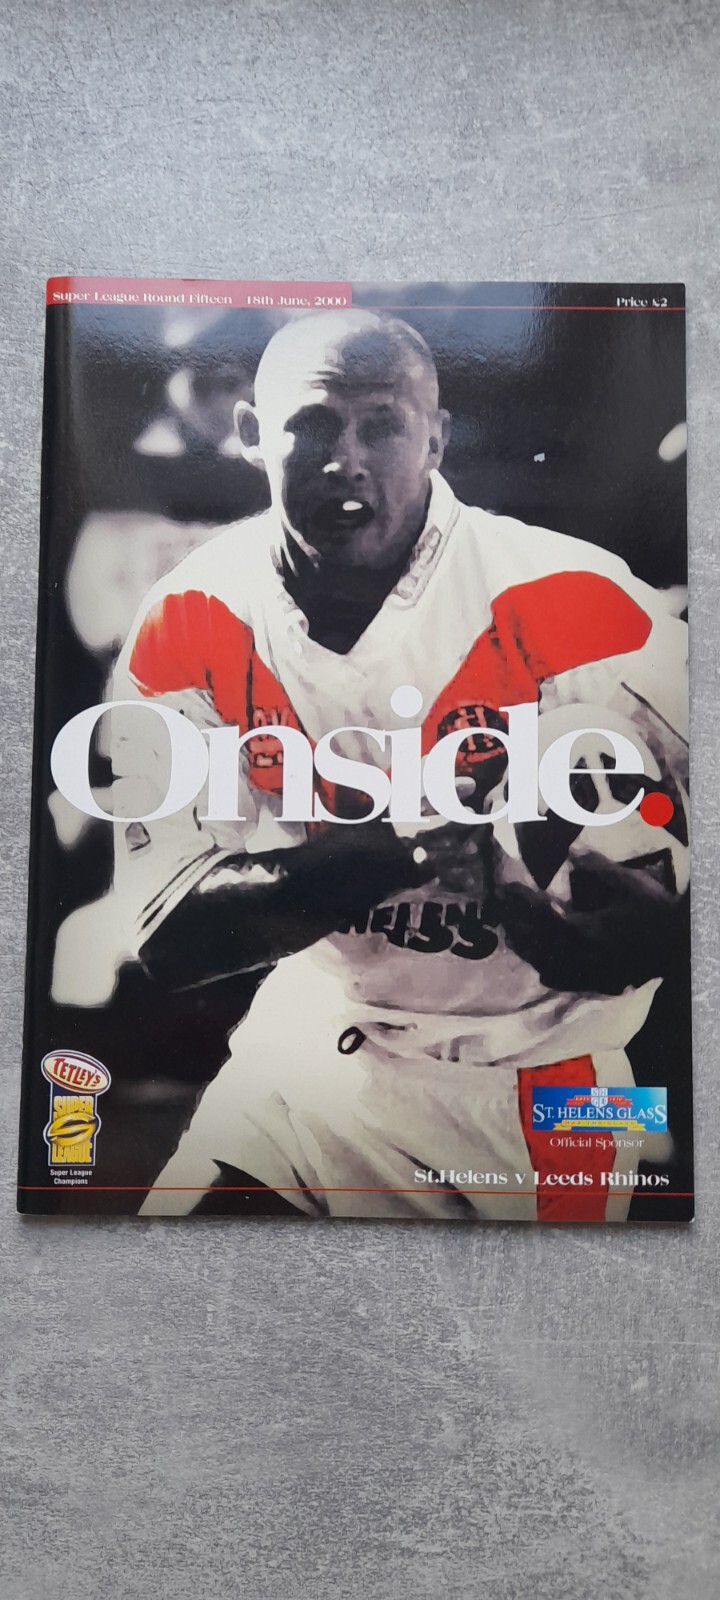 Super League Round Fifteen 18th June, 2000 Price £2
Onside.
HELENS
TETLEY'S
SUPER
LEAGUE
Super League
Champions
ST. HELENS GLASS
Official Sponsor
St.Helens v Leeds Rhinos